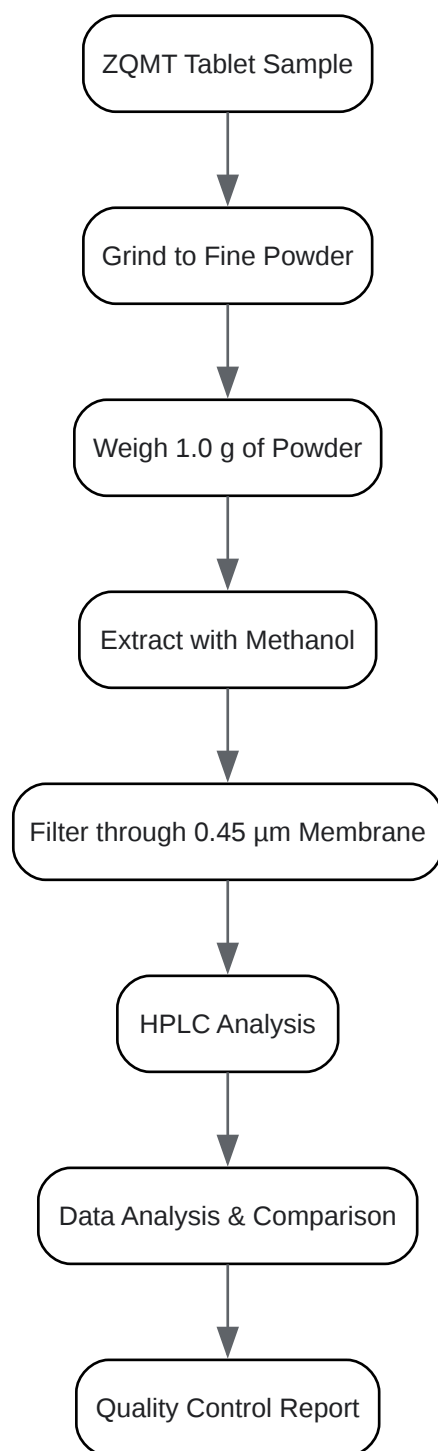 ZQMT Tablet Sample
Grind to Fine Powder
Weigh 1.0 g of Powder
Extract with Methanol
Filter through 0.45 µm Membrane
HPLC Analysis
Data Analysis & Comparison
Quality Control Report